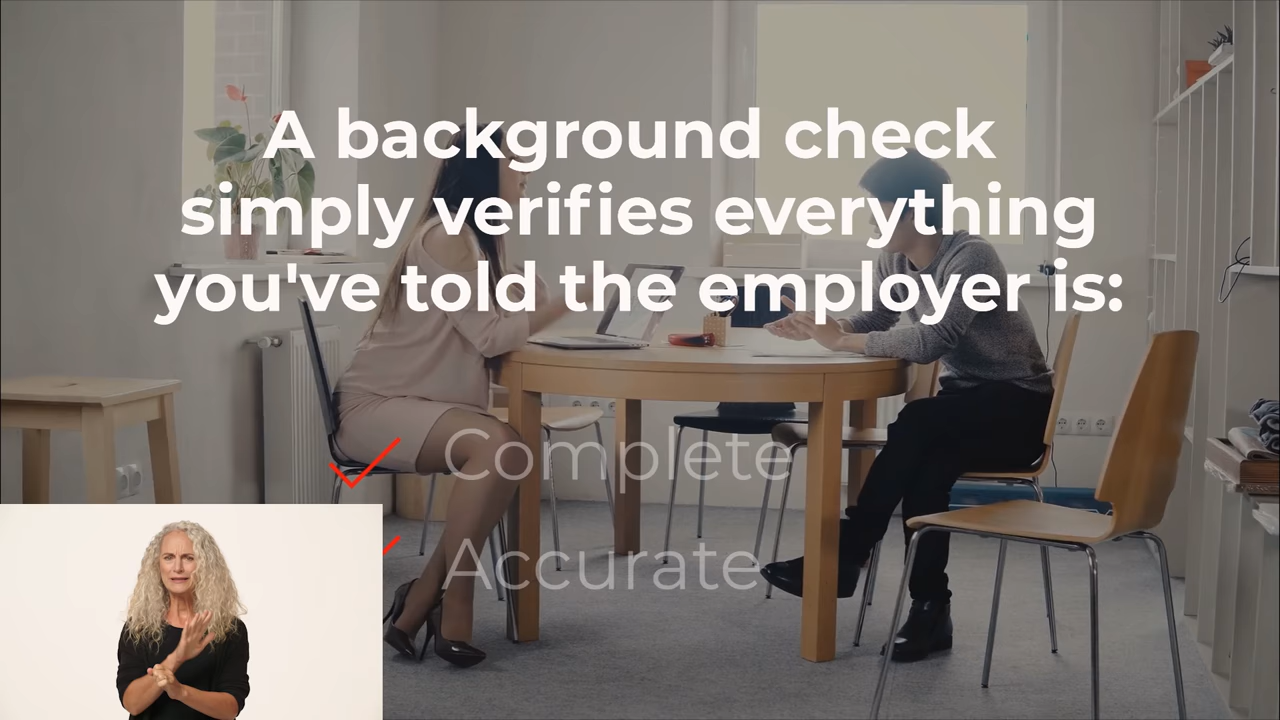 A background check
simply verifies everything
you've told the employer is:
Complete
Accurate